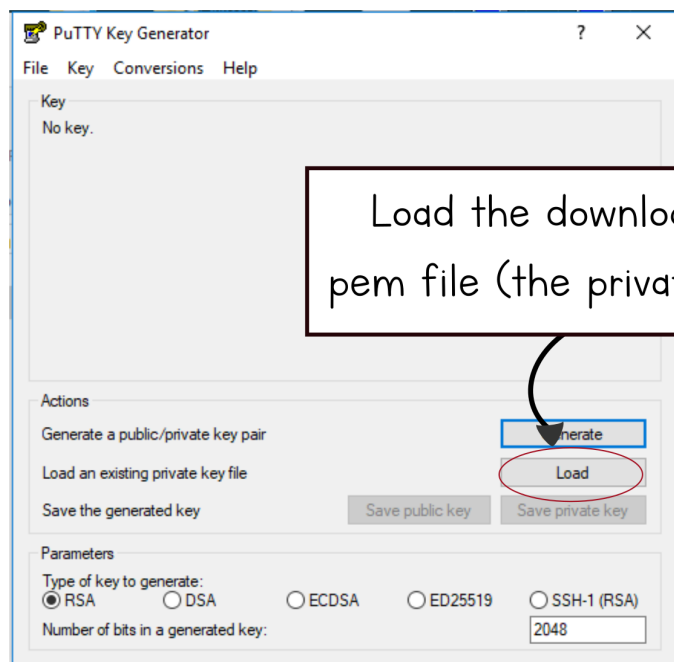 PuTTY Key Generator
? ×
File Key Conversions Help
Key
No key.
Load the
pem file (the
Actions
Generate a public/private key pair
Load an existing private key file
Load
Save the generated key
Save public key
Save private key
Parameters
Type of key to generate:
RSA DSA ECDSA ED25519 SSH-1 (RSA)
Number of bits in a generated key:
2048